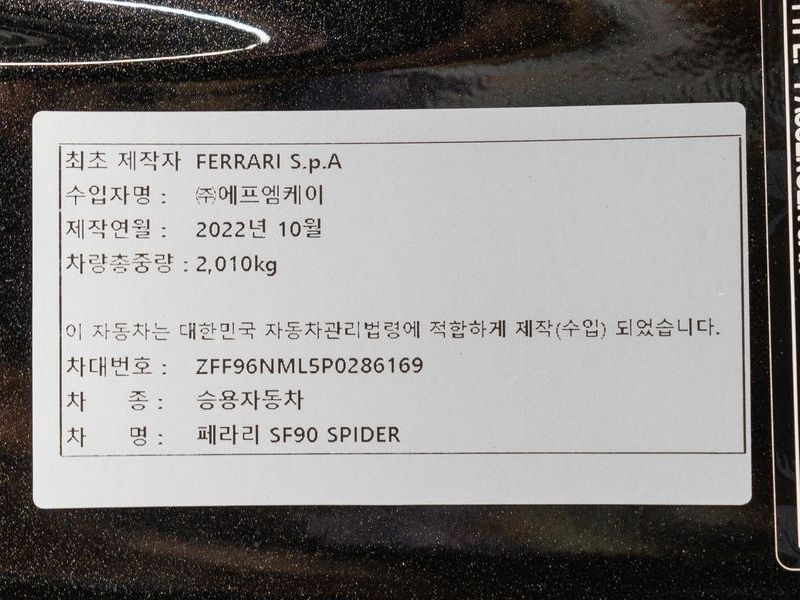 최초 제작자 FERRARI S.p.A
수입자명 : ㈜에프엠케이
제작연월 : 2022년 10월
차량총중량 : 2,010kg
이 자동차는 대한민국 자동차관리법령에 적합하게 제작(수입) 되었습니다.
차대번호 : ZFF96NML5P0286169
차 종 : 승용자동차
차 명 : 페라리 SF90 SPIDER